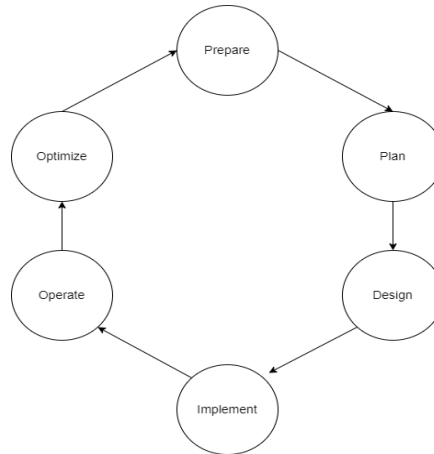 Prepare
Plan
Design
Implement
Operate
Optimize